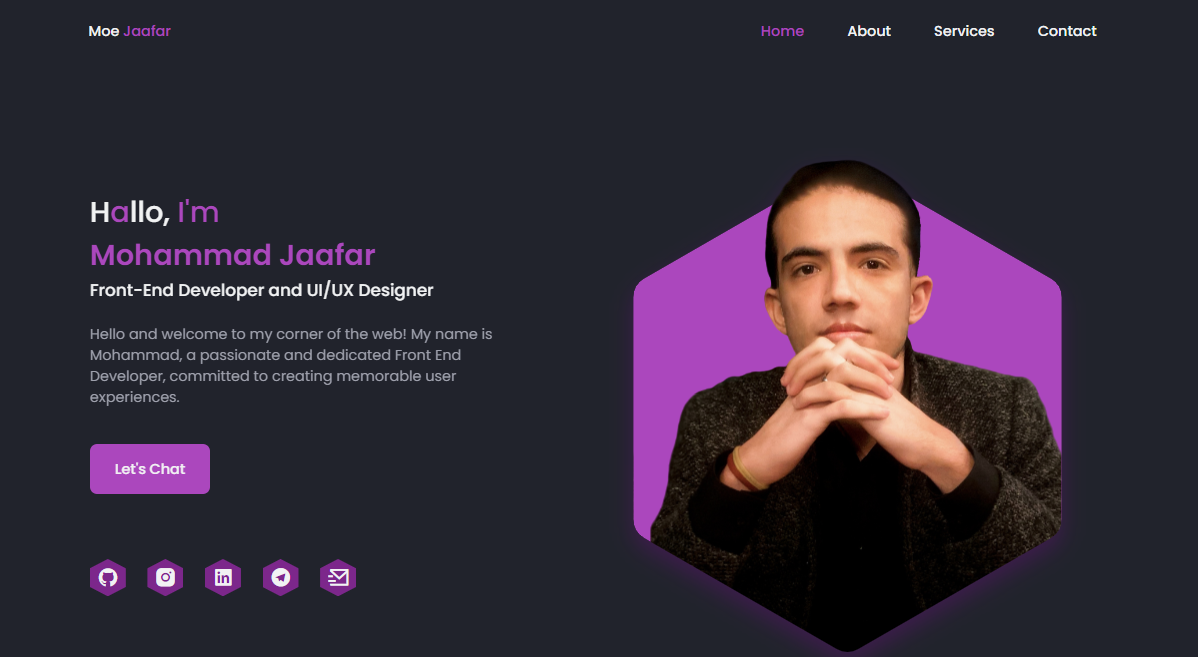 Moe Jaafar
Home About Services Contact
Hallo, I'm
Mohammad Jaafar
Front-End Developer and UI/UX Designer
Hello and welcome to my corner of the web! My name is
Mohammad, a passionate and dedicated Front End
Developer, committed to creating memorable user
experiences.
Let's Chat
in